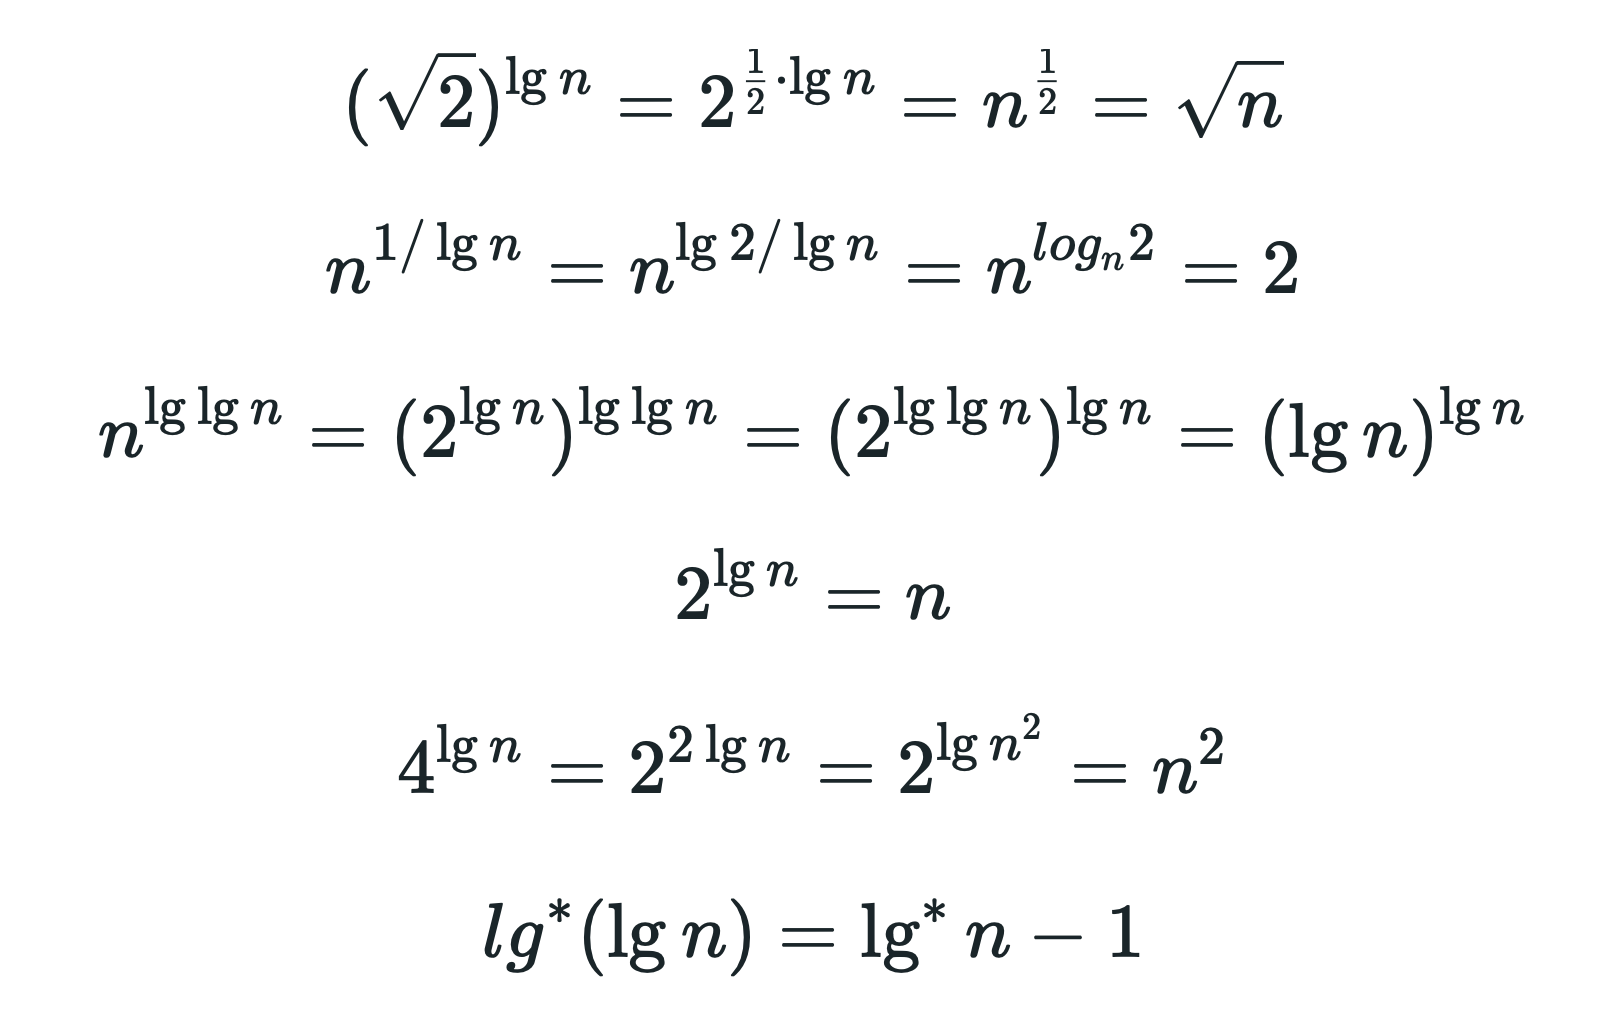 (√2)^{lg n} = 2^{½·lg n} = n^{½} = √n
n^{1/lg n} = n^{lg 2/lg n} = n^{log_n 2} = 2
n^{lg lg n} = (2^{lg n})^{lg lg n} = (2^{lg lg n})^{lg n} = (lg n)^{lg n}
2^{lg n} = n
4^{lg n} = 2^{2 lg n} = 2^{lg n^2} = n^2
lg^*(lg n) = lg^* n − 1